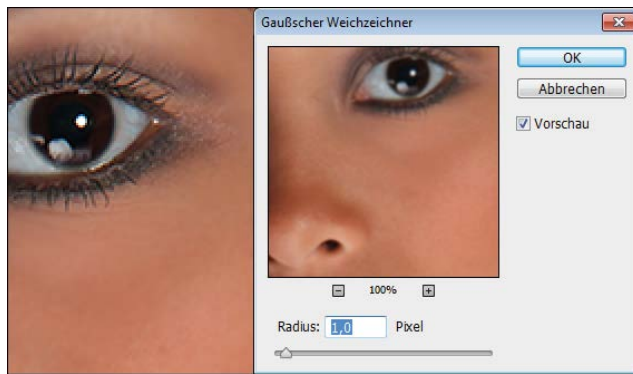 Gaußscher Weichzeichner
OK
Abbrechen
Vorschau
100%
Radius: 1,0 Pixel